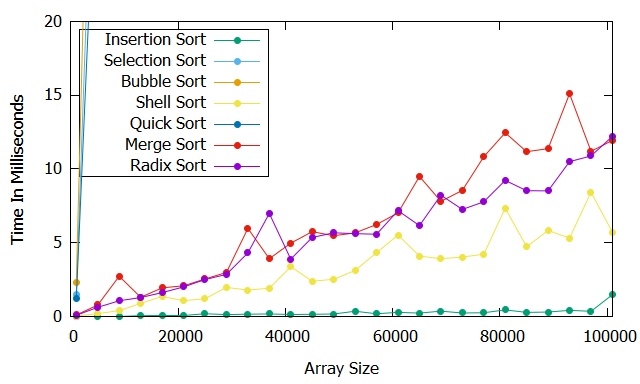 20
15
10
5
0
Time In Milliseconds
Insertion Sort
Selection Sort
Bubble Sort
Shell Sort
Quick Sort
Merge Sort
Radix Sort
0 20000 40000 60000 80000 100000
Array Size